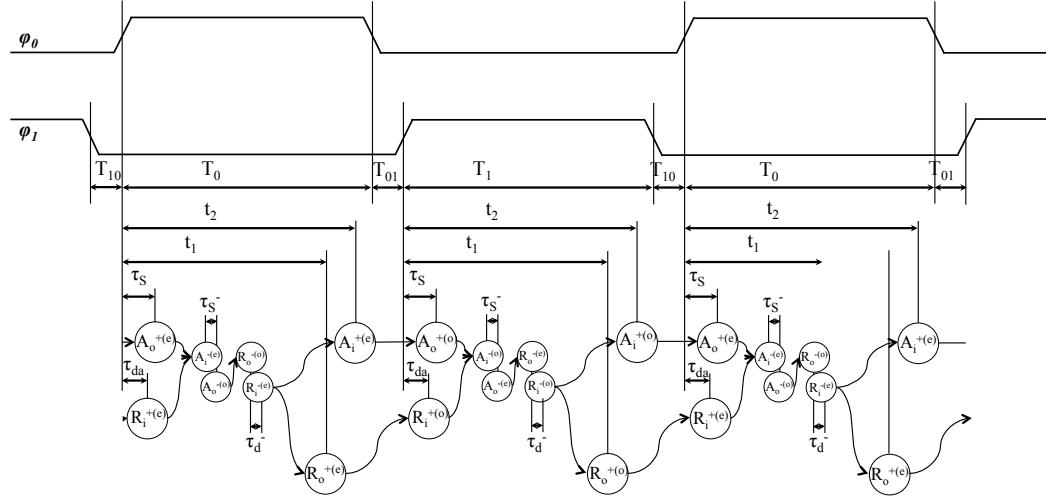 φ0
φ1
T10 T0 T01 T1 T10 T0 T01
t2 t2 t2
t1 t1 t1
τS τS τS
τS- τS- τS-
Ao+(e) Ai-(e) Ro-(o) Ai+(e) Ao+(o) Ai-(o) Ro-(e) Ai+(o) Ao+(e) Ai-(e) Ro-(o) Ai+(e)
τda Ao-(o) Ri-(e) τda Ao-(e) Ri-(o) τda Ao-(o) Ri-(e)
Ri+(e) Ri+(o) Ri+(e)
τd- τd- τd-
Ro+(e) Ro+(o) Ro+(e)